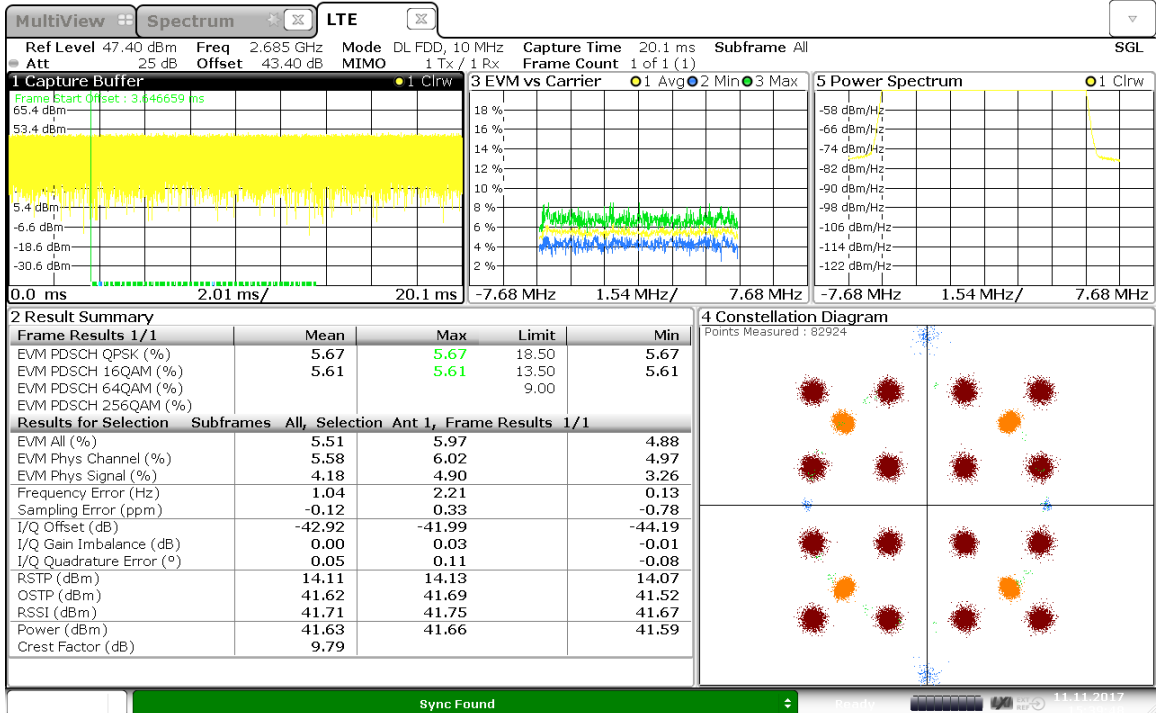 MultiView Spectrum LTE
Ref Level 47.40 dBm Freq 2.685 GHz Mode DL FDD, 10 MHz Capture Time 20.1 ms Subframe All SGL
Att 25 dB Offset 43.40 dB MIMO 1 Tx / 1 Rx Frame Count 1 of 1 (1)
1 Capture Buffer 1 Clrw
Frame Start Offset : 3.646659 ms
65.4 dBm
53.4 dBm
5.4 dBm
-6.6 dBm
-18.6 dBm
-30.6 dBm
0.0 ms 2.01 ms/ 20.1 ms
3 EVM vs Carrier 1 Avg 2 Min 3 Max
18 %
16 %
14 %
12 %
10 %
8 %
6 %
4 %
2 %
-7.68 MHz 1.54 MHz/ 7.68 MHz
5 Power Spectrum 1 Clrw
-58 dBm/Hz
-66 dBm/Hz
-74 dBm/Hz
-82 dBm/Hz
-90 dBm/Hz
-98 dBm/Hz
-106 dBm/Hz
-114 dBm/Hz
-122 dBm/Hz
-7.68 MHz 1.54 MHz/ 7.68 MHz
2 Result Summary
Frame Results 1/1 Mean Max Limit Min
EVM PDSCH QPSK (%) 5.67 5.67 18.50 5.67
EVM PDSCH 16QAM (%) 5.61 5.61 13.50 5.61
EVM PDSCH 64QAM (%) 9.00
EVM PDSCH 256QAM (%)
Results for Selection Subframes All, Selection Ant 1, Frame Results 1/1
EVM All (%) 5.51 5.97 4.88
EVM Phys Channel (%) 5.58 6.02 4.97
EVM Phys Signal (%) 4.18 4.90 3.26
Frequency Error (Hz) 1.04 2.21 0.13
Sampling Error (ppm) -0.12 0.33 -0.78
I/Q Offset (dB) -42.92 -41.99 -44.19
I/Q Gain Imbalance (dB) 0.00 0.03 -0.01
I/Q Quadrature Error (°) 0.05 0.11 -0.08
RSTP (dBm) 14.11 14.13 14.07
OSTP (dBm) 41.62 41.69 41.52
RSSI (dBm) 41.71 41.75 41.67
Power (dBm) 41.63 41.66 41.59
Crest Factor (dB) 9.79
4 Constellation Diagram
Points Measured : 82924
Sync Found Ready LXI EXT REF 11.11.2017